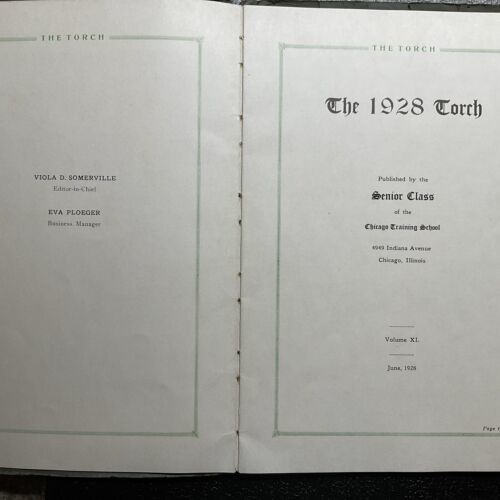 THE TORCH
VIOLA D. SOMERVILLE
Editor-in-Chief
EVA PLOEGER
Business Manager
THE TORCH
The 1928 Torch
Published by the
Senior Class
of the
Chicago Training School
4949 Indiana Avenue
Chicago, Illinois
Volume XI.
June, 1928
Page